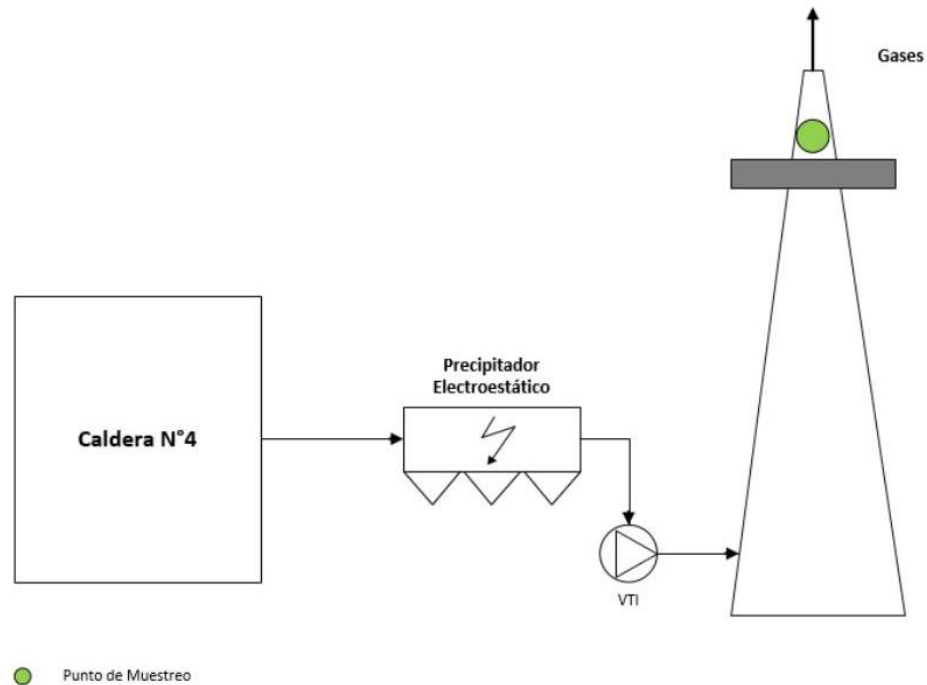 Gases
Precipitador
Electroestático
Caldera N°4
VTI
Punto de Muestreo